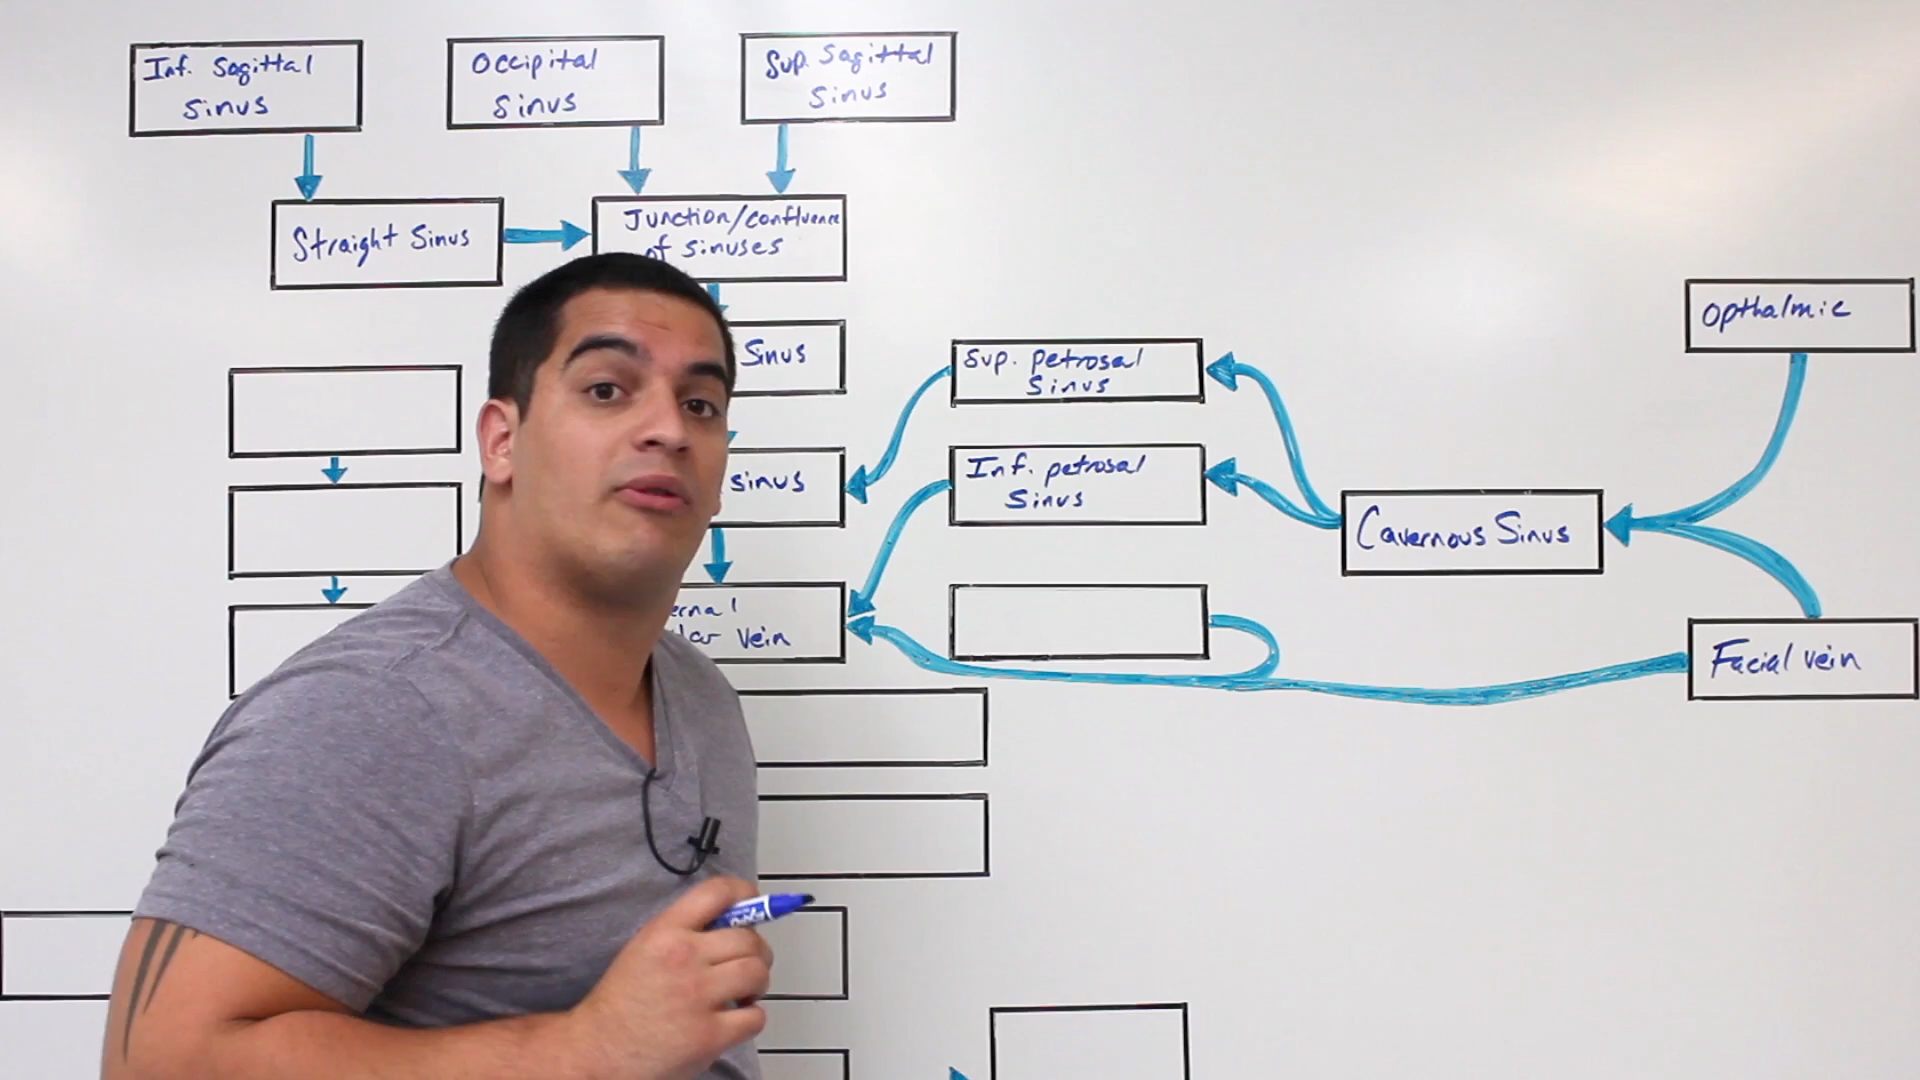 Inf. Sagittal
Sinus
Occipital
Sinus
Sup. Sagittal
Sinus
Straight Sinus
Junction/confluence
of sinuses
Sinus
Sup. petrosal
Sinus
Opthalmic
sinus
Inf. petrosal
Sinus
Cavernous Sinus
vein
Facial vein
EXPO